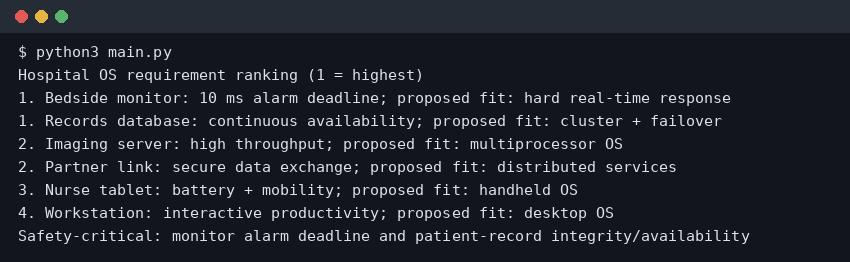 $ python3 main.py
Hospital OS requirement ranking (1 = highest)
1. Bedside monitor: 10 ms alarm deadline; proposed fit: hard real-time response
1. Records database: continuous availability; proposed fit: cluster + failover
2. Imaging server: high throughput; proposed fit: multiprocessor OS
2. Partner link: secure data exchange; proposed fit: distributed services
3. Nurse tablet: battery + mobility; proposed fit: handheld OS
4. Workstation: interactive productivity; proposed fit: desktop OS
Safety-critical: monitor alarm deadline and patient-record integrity/availability